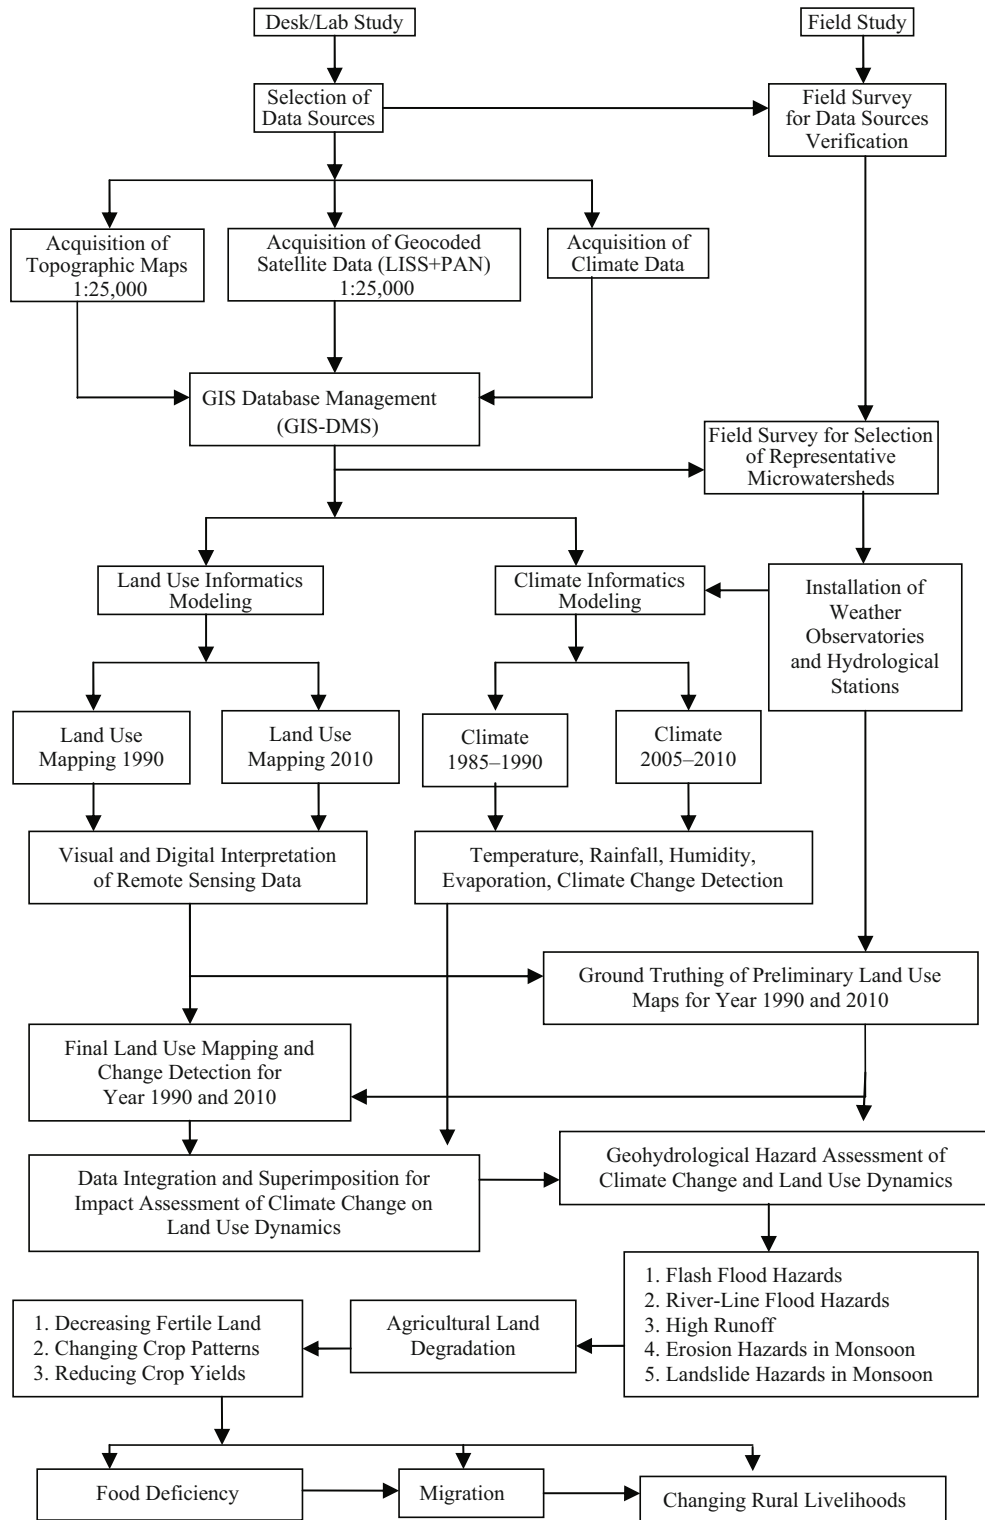 Desk/Lab Study
Field Study
Selection of
Data Sources
Field Survey
for Data Sources
Verification
Acquisition of
Topographic Maps
1:25,000
Acquisition of Geocoded
Satellite Data (LISS+PAN)
1:25,000
Acquisition of
Climate Data
GIS Database Management
(GIS-DMS)
Field Survey for Selection
of Representative
Microwatersheds
Land Use Informatics
Modeling
Climate Informatics
Modeling
Installation of
Weather
Observatories
and Hydrological
Stations
Land Use
Mapping 1990
Land Use
Mapping 2010
Climate
1985–1990
Climate
2005–2010
Visual and Digital Interpretation
of Remote Sensing Data
Temperature, Rainfall, Humidity,
Evaporation, Climate Change Detection
Ground Truthing of Preliminary Land Use
Maps for Year 1990 and 2010
Final Land Use Mapping and
Change Detection for
Year 1990 and 2010
Data Integration and Superimposition for
Impact Assessment of Climate Change on
Land Use Dynamics
Geohydrological Hazard Assessment of
Climate Change and Land Use Dynamics
1. Flash Flood Hazards
2. River-Line Flood Hazards
3. High Runoff
4. Erosion Hazards in Monsoon
5. Landslide Hazards in Monsoon
Agricultural Land
Degradation
1. Decreasing Fertile Land
2. Changing Crop Patterns
3. Reducing Crop Yields
Food Deficiency
Migration
Changing Rural Livelihoods